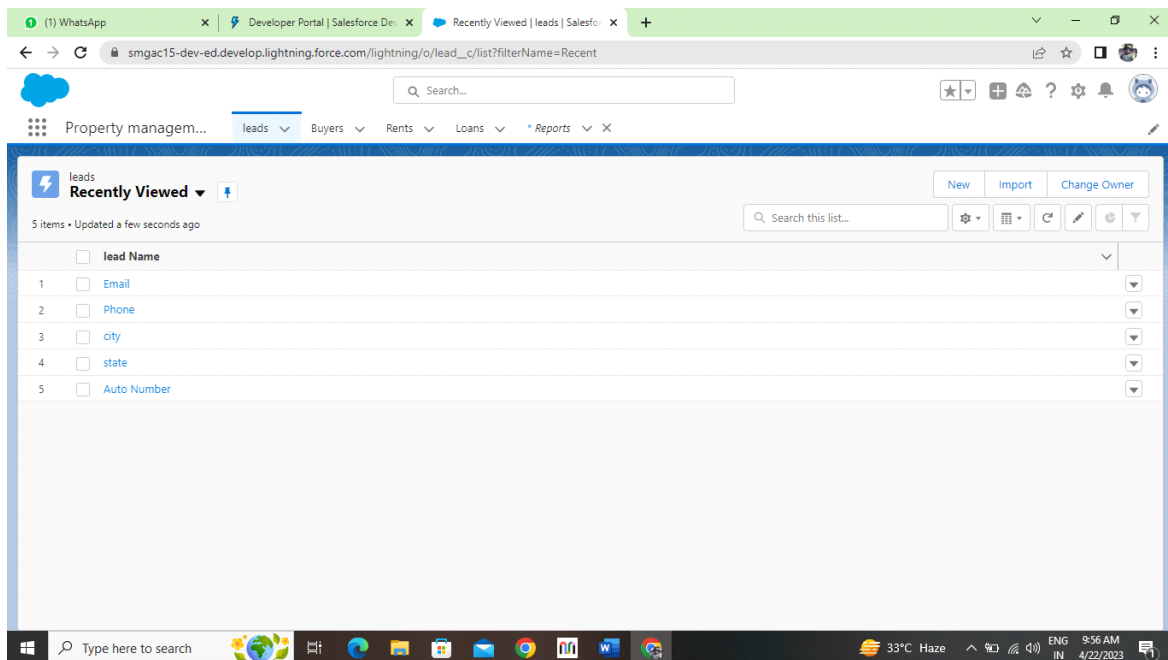 (1) WhatsApp
Developer Portal | Salesforce Dev
Recently Viewed | leads | Salesfor
smgac15-dev-ed.develop.lightning.force.com/lightning/o/lead__c/list?filterName=Recent
Search...
Property managem... leads Buyers Rents Loans * Reports
leads
Recently Viewed
New Import Change Owner
5 items • Updated a few seconds ago
Search this list...
lead Name
1 Email
2 Phone
3 city
4 state
5 Auto Number
Type here to search
33°C Haze
ENG 9:56 AM
IN 4/22/2023